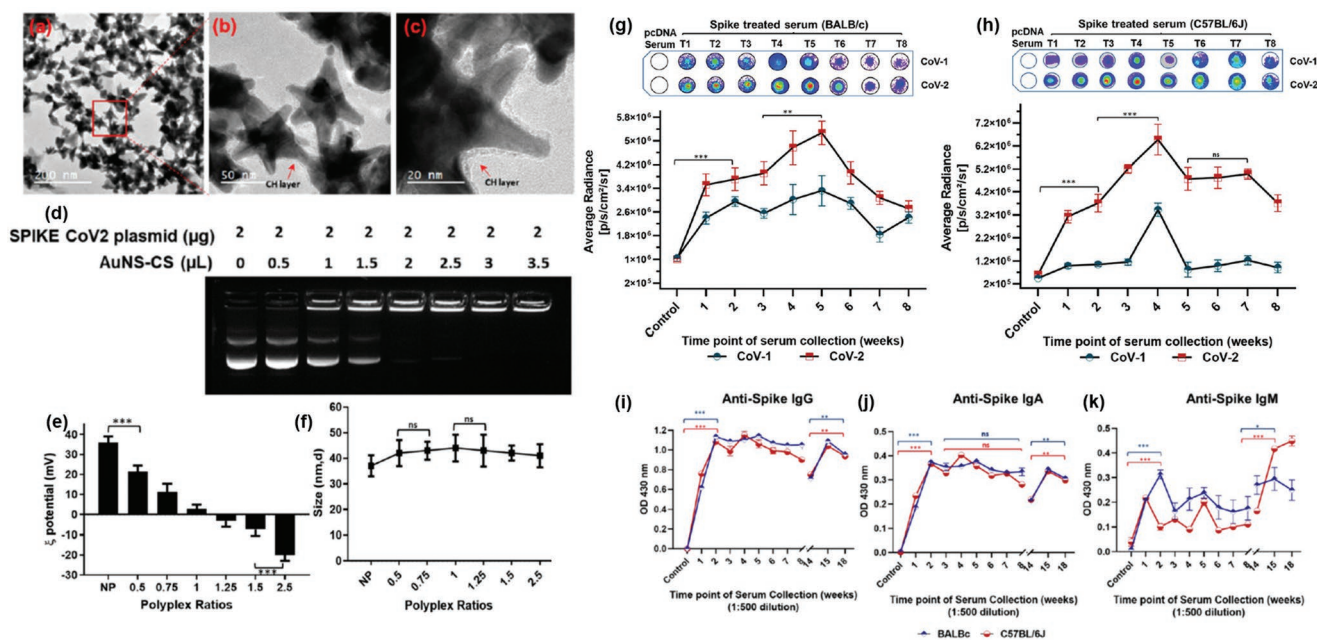 (a)
200 nm
(b)
CH layer
50 nm
(c)
CH layer
20 nm
(d)
SPIKE CoV2 plasmid (µg) 2 2 2 2 2 2 2 2
AuNS-CS (µL) 0 0.5 1 1.5 2 2.5 3 3.5
(e)
***
***
ξ potential (mV)
40
30
20
10
0
-10
-20
-30
NP 0.5 0.75 1 1.25 1.5 2.5
Polyplex Ratios
(f)
ns
ns
Size (nm,d)
60
50
40
30
20
10
0
NP 0.5 0.75 1 1.25 1.5 2.5
Polyplex Ratios
(g)
Spike treated serum (BALB/c)
pcDNA
Serum T1 T2 T3 T4 T5 T6 T7 T8
CoV-1
CoV-2
**
***
Average Radiance
[p/s/cm²/sr]
5.8×10⁶
5×10⁶
4.2×10⁶
3.4×10⁶
2.6×10⁶
1.8×10⁶
1×10⁶
2×10⁵
Control 1 2 3 4 5 6 7 8
Time point of serum collection (weeks)
CoV-1 CoV-2
(h)
Spike treated serum (C57BL/6J)
pcDNA
Serum T1 T2 T3 T4 T5 T6 T7 T8
CoV-1
CoV-2
***
***
ns
Average Radiance
[p/s/cm²/sr]
7.2×10⁶
6.2×10⁶
5.2×10⁶
4.2×10⁶
3.2×10⁶
2.2×10⁶
1.2×10⁶
2×10⁵
Control 1 2 3 4 5 6 7 8
Time point of serum collection (weeks)
CoV-1 CoV-2
(i)
Anti-Spike IgG
***
***
**
**
OD 430 nm
1.2
1.0
0.8
0.6
0.4
0.2
0.0
Control 1 2 3 4 5 6 7 8 14 15 18
Time point of Serum Collection (weeks)
(1:500 dilution)
(j)
Anti-Spike IgA
***
***
ns
ns
**
**
OD 430 nm
0.5
0.4
0.3
0.2
0.1
0.0
Control 1 2 3 4 5 6 7 8 14 15 18
Time point of Serum Collection (weeks)
(1:500 dilution)
(k)
Anti-Spike IgM
***
***
*
***
OD 430 nm
0.5
0.4
0.3
0.2
0.1
0.0
Control 1 2 3 4 5 6 7 8 14 15 18
Time point of Serum Collection (weeks)
(1:500 dilution)
BALBc C57BL/6J